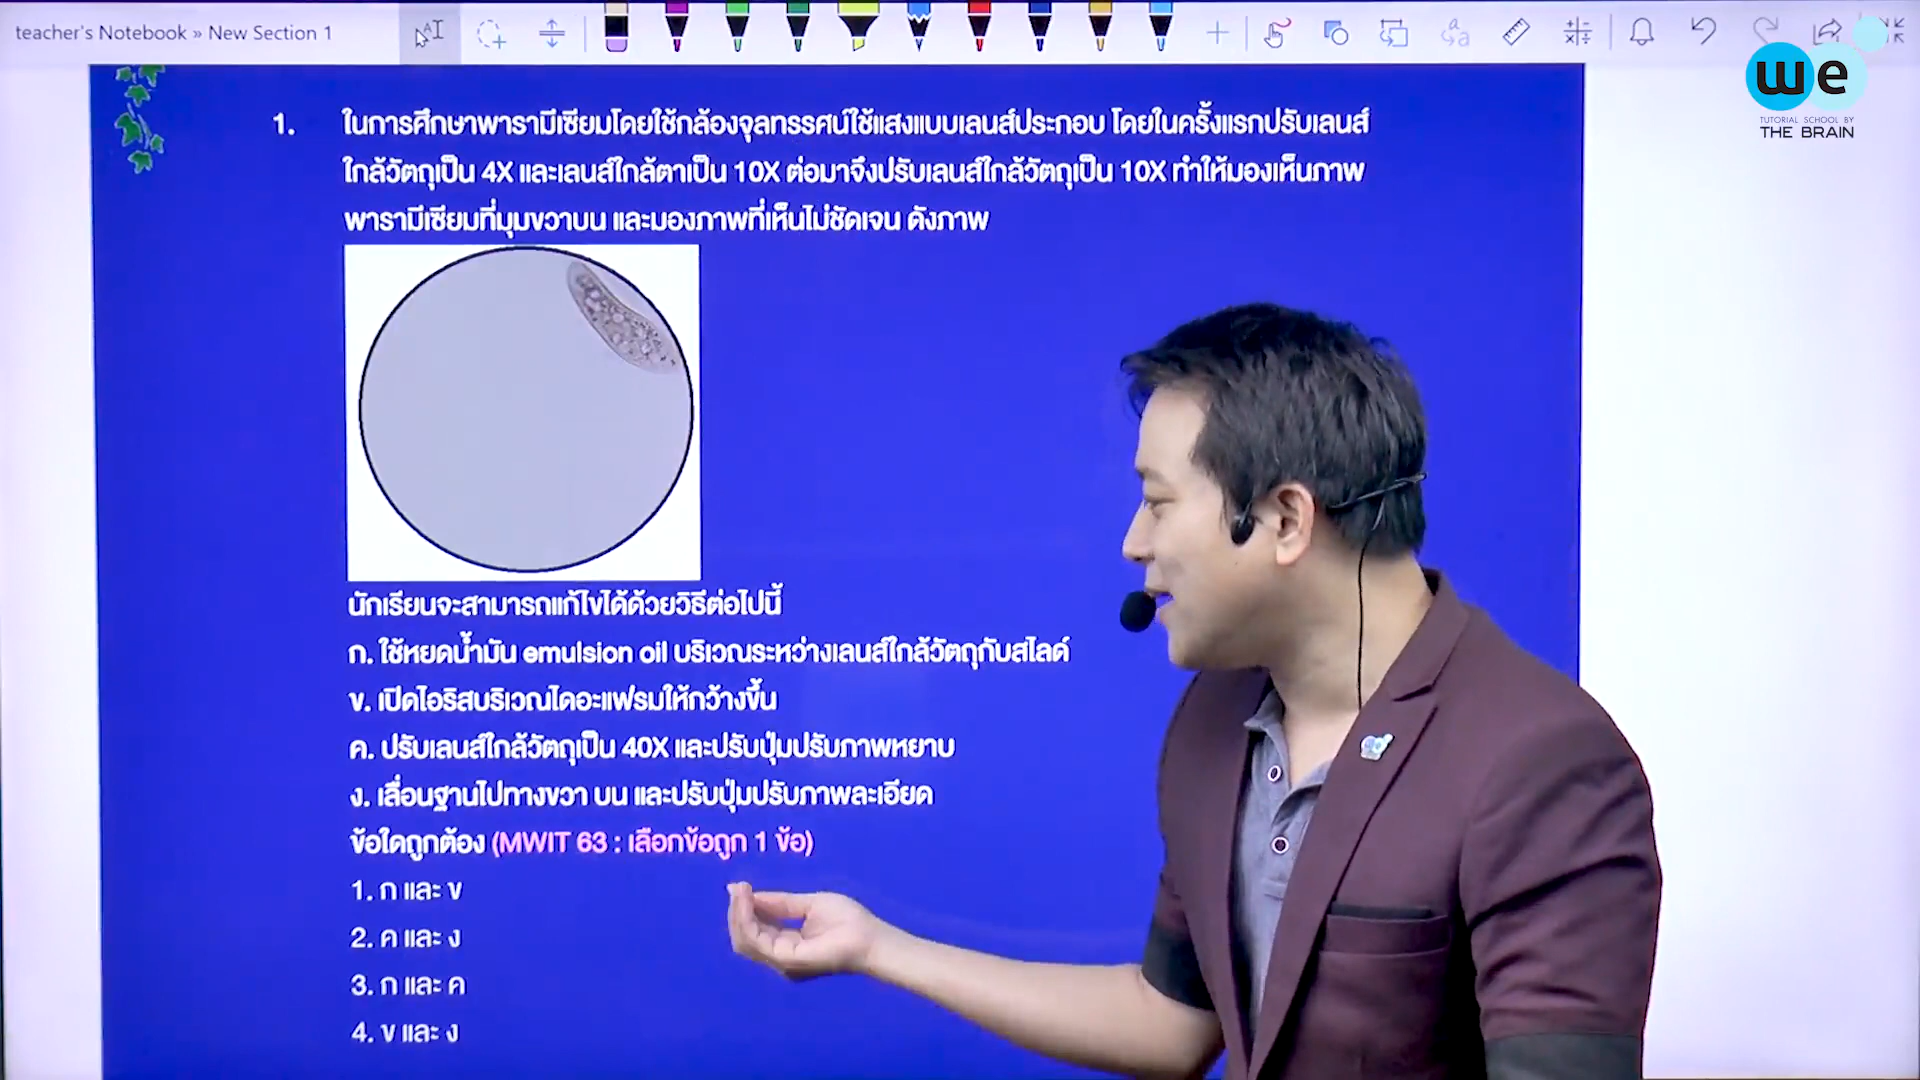 teacher's Notebook » New Section 1
we
TUTORIAL SCHOOL BY
THE BRAIN
1. ในการศึกษาพารามีเซียมโดยใช้กล้องจุลทรรศน์ใช้แสงแบบเลนส์ประกอบ โดยในครั้งแรกปรับเลนส์
ใกล้วัตถุเป็น 4X และเลนส์ใกล้ตาเป็น 10X ต่อมาจึงปรับเลนส์ใกล้วัตถุเป็น 10X ทำให้มองเห็นภาพ
พารามีเซียมที่มุมขวาบน และมองภาพที่เห็นไม่ชัดเจน ดังภาพ
นักเรียนจะสามารถแก้ไขได้ด้วยวิธีต่อไปนี้
ก. ใช้หยดน้ำมัน emulsion oil บริเวณระหว่างเลนส์ใกล้วัตถุกับสไลด์
ข. เปิดไอริสบริเวณไดอะแฟรมให้กว้างขึ้น
ค. ปรับเลนส์ใกล้วัตถุเป็น 40X และปรับปุ่มปรับภาพหยาบ
ง. เลื่อนฐานไปทางขวา บน และปรับปุ่มปรับภาพละเอียด
ข้อใดถูกต้อง (MWIT 63 : เลือกข้อถูก 1 ข้อ)
1. ก และ ข
2. ค และ ง
3. ก และ ค
4. ข และ ง